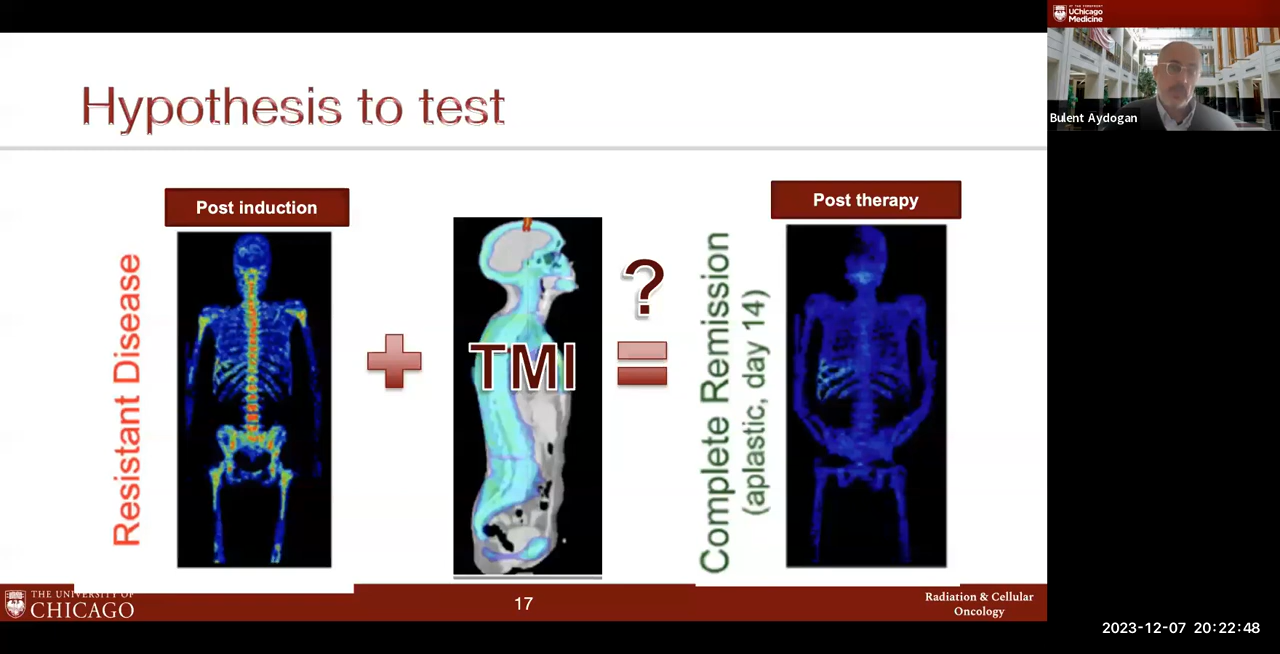 Hypothesis to test
Post induction
Resistant Disease
TMI
?
Post therapy
Complete Remission
(aplastic, day 14)
THE UNIVERSITY OF
CHICAGO
17
Radiation & Cellular
Oncology
UChicago
Medicine
Bulent Aydogan
2023-12-07 20:22:48